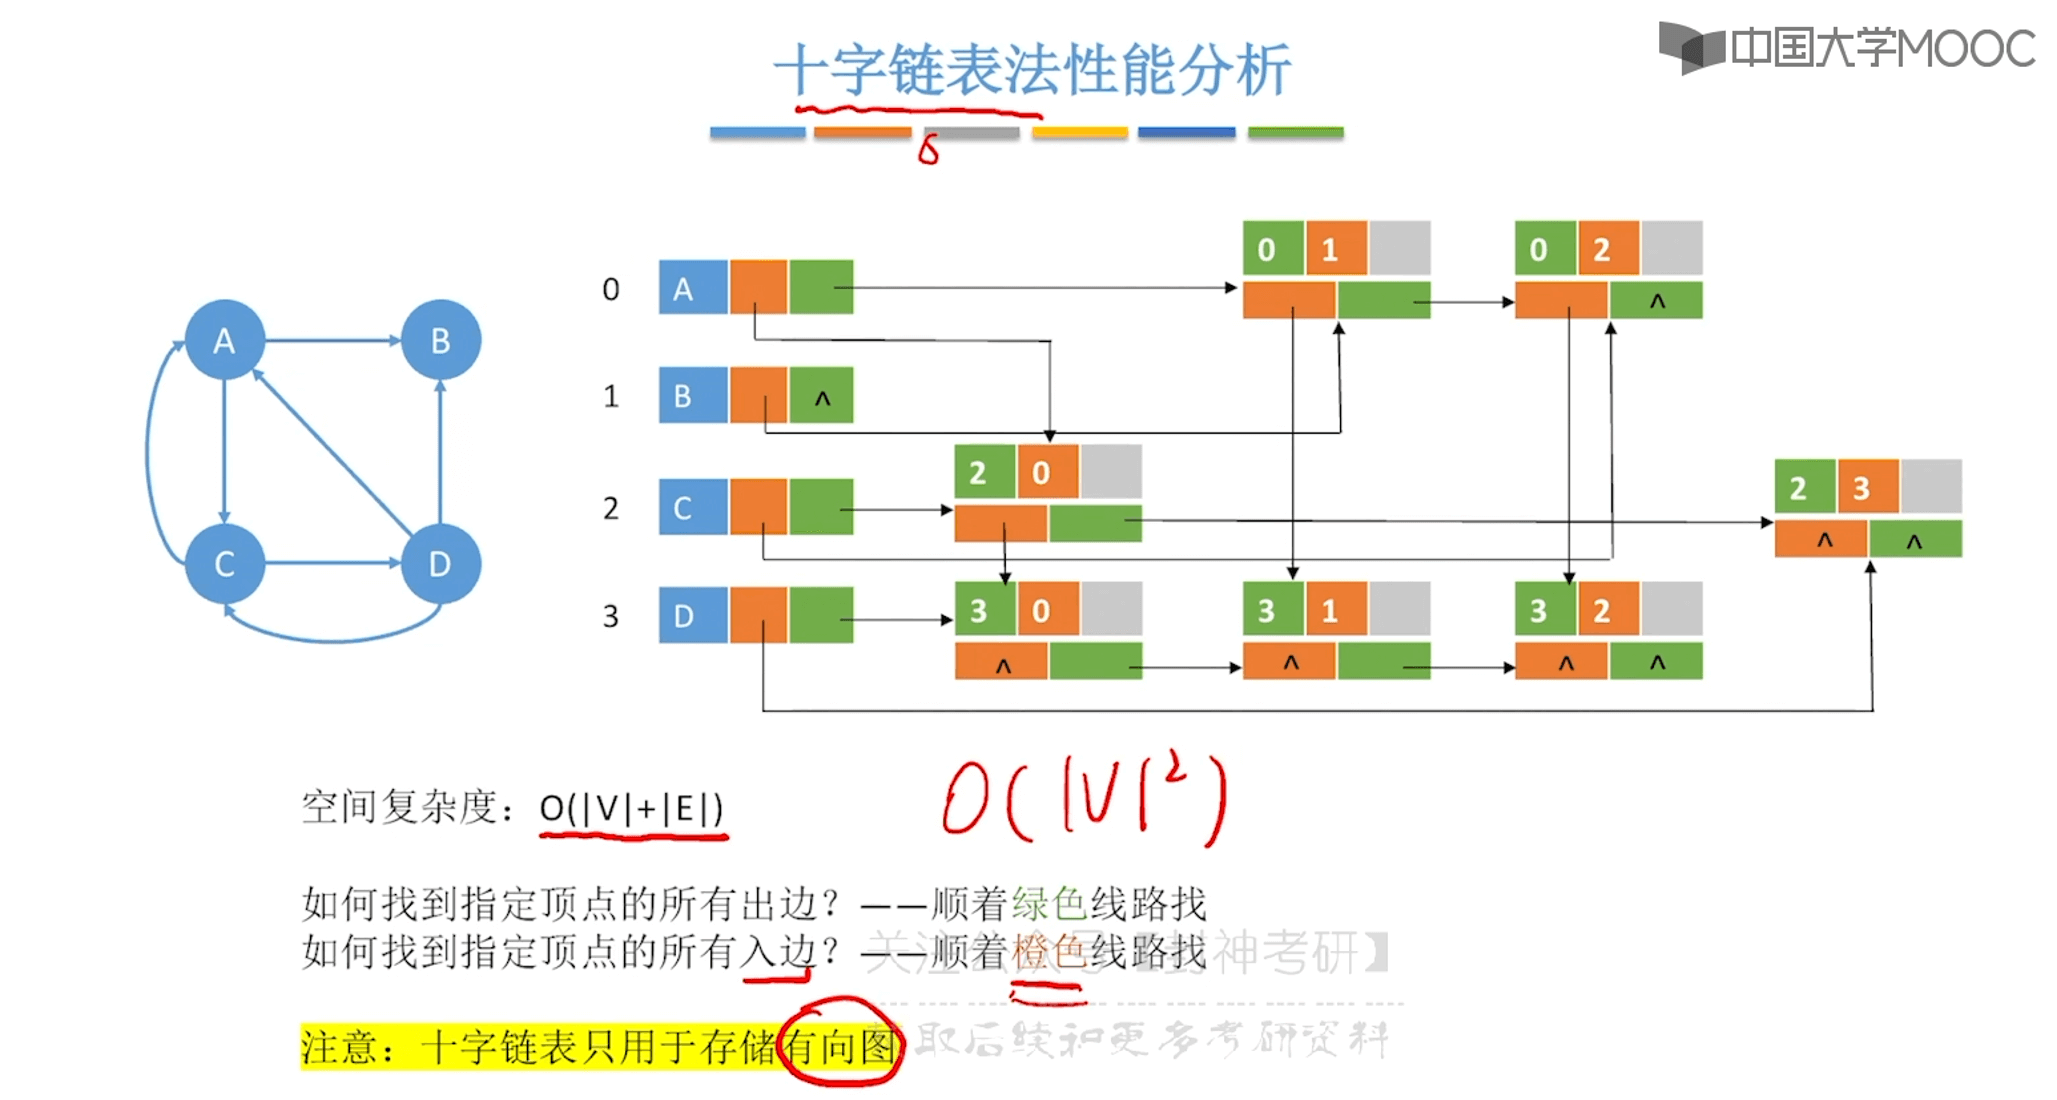 中国大学MOOC
十字链表法性能分析
0 1
0 2
0 A
^
A B
1 B ^
2 0
2 3
2 C
^ ^
C D
3 D
3 0
3 1
3 2
^ ^ ^ ^
空间复杂度：O(|V|+|E|) O(|V|²)
如何找到指定顶点的所有出边？——顺着绿色线路找
如何找到指定顶点的所有入边？——顺着橙色线路找
关注公众号【封神考研】
注意：十字链表只用于存储有向图
取后续和更多考研资料